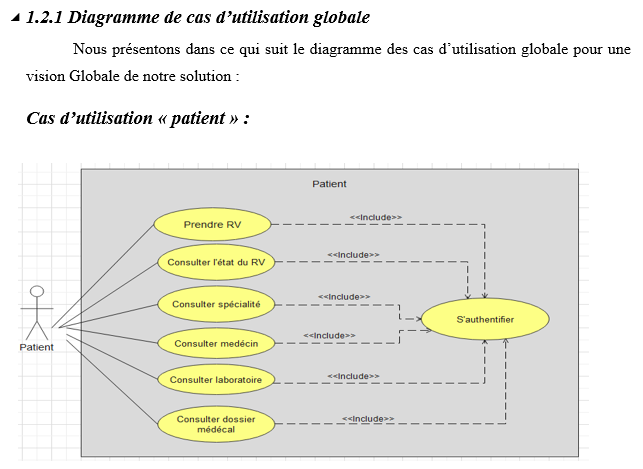 1.2.1 Diagramme de cas d’utilisation globale
Nous présentons dans ce qui suit le diagramme des cas d’utilisation globale pour une
vision Globale de notre solution :
Cas d’utilisation « patient » :
Patient
Prendre RV
<<Include>>
Consulter l'état du RV
<<Include>>
Consulter spécialité
<<Include>>
S'authentifier
Consulter medécin
<<Include>>
Patient
Consulter laboratoire
<<Include>>
Consulter dossier
médécal
<<Include>>